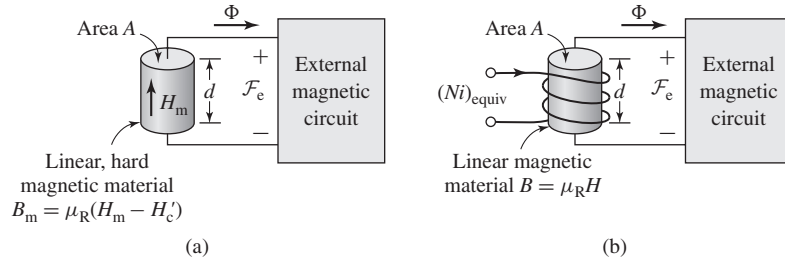 Φ
Area A
+
d
ℱe
Hm
−
External
magnetic
circuit
Linear, hard
magnetic material
Bm = μR(Hm − Hc′)
(a)
Φ
Area A
+
(Ni)equiv
d
ℱe
−
External
magnetic
circuit
Linear magnetic
material B = μRH
(b)